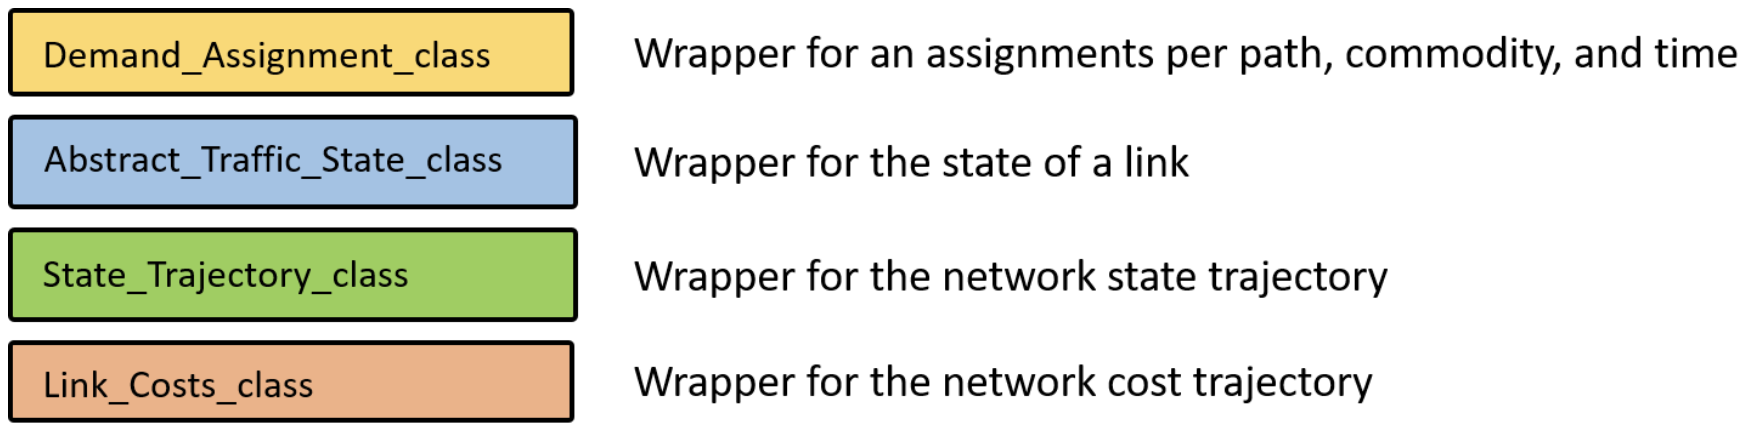 Demand_Assignment_class
Wrapper for an assignments per path, commodity, and time
Abstract_Traffic_State_class
Wrapper for the state of a link
State_Trajectory_class
Wrapper for the network state trajectory
Link_Costs_class
Wrapper for the network cost trajectory